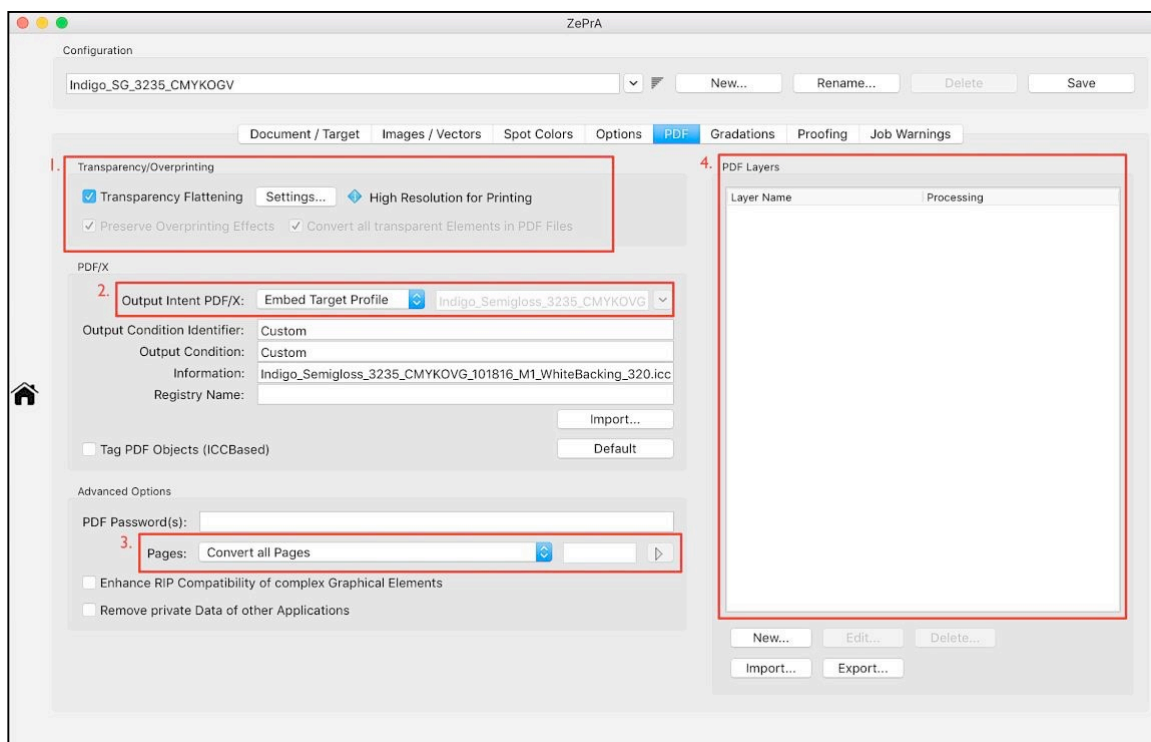 ZePrA
Configuration
Indigo_SG_3235_CMYKOGV
New...
Rename...
Delete
Save
Document / Target
Images / Vectors
Spot Colors
Options
PDF
Gradations
Proofing
Job Warnings
1.
Transparency/Overprinting
Transparency Flattening
Settings...
High Resolution for Printing
Preserve Overprinting Effects
Convert all transparent Elements in PDF Files
PDF/X
2.
Output Intent PDF/X:
Embed Target Profile
Indigo_Semigloss_3235_CMYKOVG
Output Condition Identifier:
Custom
Output Condition:
Custom
Information:
Indigo_Semigloss_3235_CMYKOVG_101816_M1_WhiteBacking_320.icc
Registry Name:
Import...
Tag PDF Objects (ICCBased)
Default
Advanced Options
PDF Password(s):
3.
Pages:
Convert all Pages
Enhance RIP Compatibility of complex Graphical Elements
Remove private Data of other Applications
4.
PDF Layers
Layer Name
Processing
New...
Edit...
Delete...
Import...
Export...